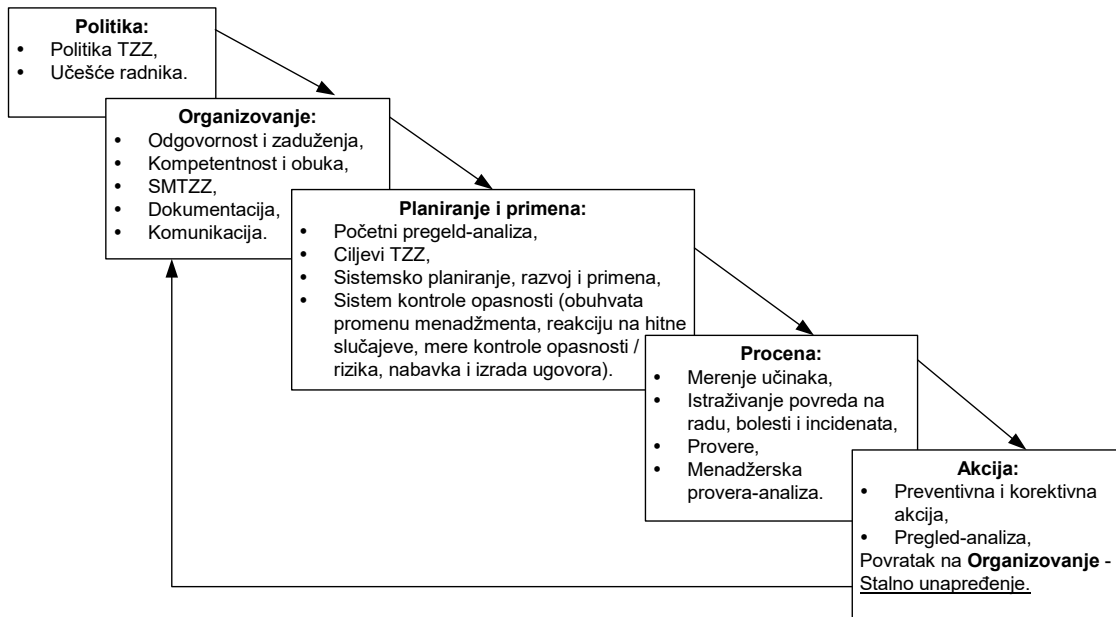 Politika:
• Politika TZZ,
• Učešće radnika.
Organizovanje:
• Odgovornost i zaduženja,
• Kompetentnost i obuka,
• SMTZZ,
• Dokumentacija,
• Komunikacija.
Planiranje i primena:
• Početni pregeld-analiza,
• Ciljevi TZZ,
• Sistemsko planiranje, razvoj i primena,
• Sistem kontrole opasnosti (obuhvata
promenu menadžmenta, reakciju na hitne
slučajeve, mere kontrole opasnosti /
rizika, nabavka i izrada ugovora).
Procena:
• Merenje učinaka,
• Istraživanje povreda na
radu, bolesti i incidenata,
• Provere,
• Menadžerska
provera-analiza.
Akcija:
• Preventivna i korektivna
akcija,
• Pregled-analiza,
Povratak na Organizovanje -
Stalno unapređenje.